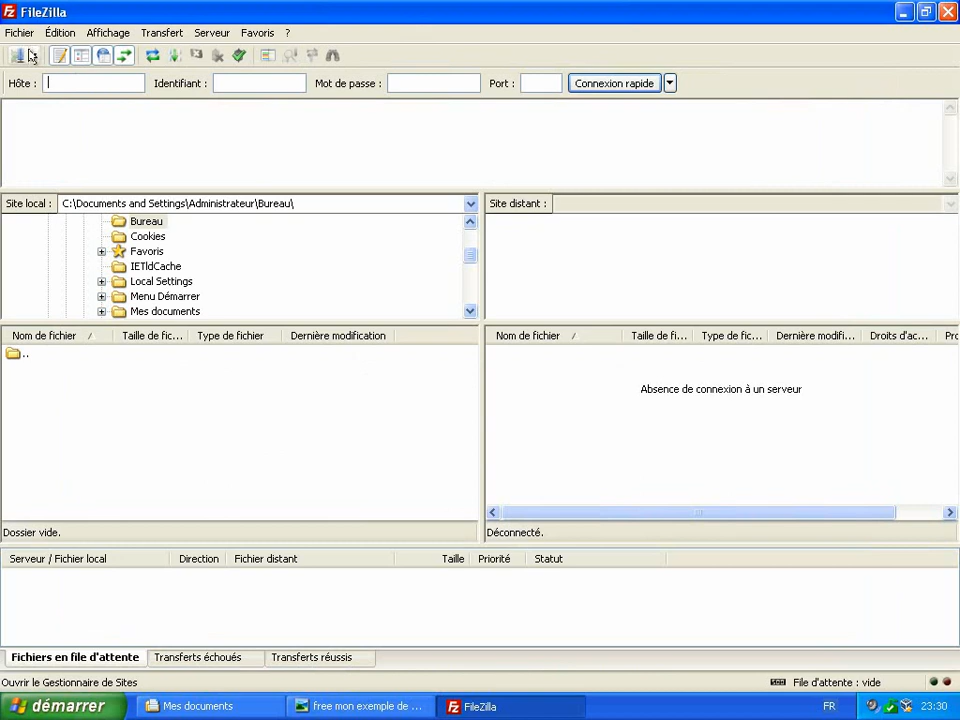 FileZilla
Fichier Édition Affichage Transfert Serveur Favoris ?
Hôte : Identifiant : Mot de passe : Port : Connexion rapide
Site local : C:\Documents and Settings\Administrateur\Bureau\ Site distant :
Bureau
Cookies
Favoris
IETldCache
Local Settings
Menu Démarrer
Mes documents
Nom de fichier Taille de fic... Type de fichier Dernière modification Nom de fichier Taille de fi... Type de fic... Dernière modifi... Droits d'ac... Pro
..
Absence de connexion à un serveur
Dossier vide. Déconnecté.
Serveur / Fichier local Direction Fichier distant Taille Priorité Statut
Fichiers en file d'attente Transferts échoués Transferts réussis
Ouvrir le Gestionnaire de Sites File d'attente : vide
démarrer Mes documents free mon exemple de ... FileZilla FR 23:30